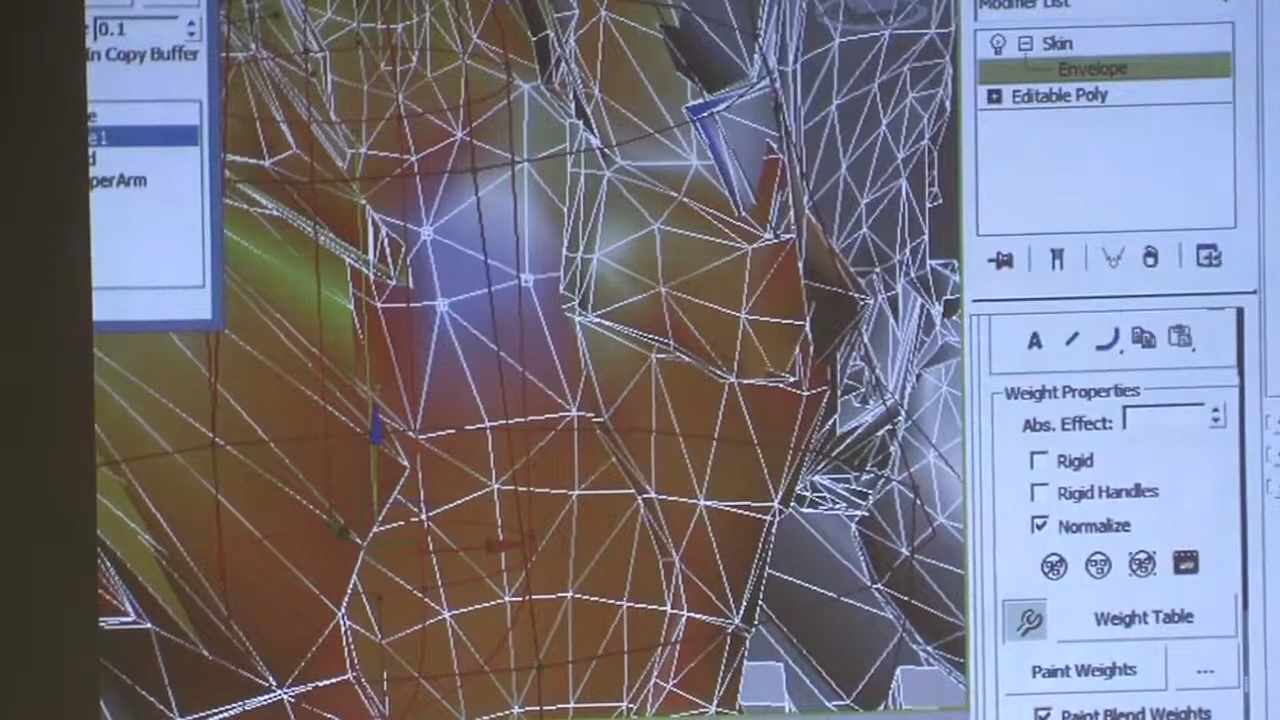 0.1
In Copy Buffer
e1
perArm
Modifier List
Skin
Envelope
Editable Poly
A
Weight Properties
Abs. Effect:
Rigid
Rigid Handles
Normalize
Weight Table
Paint Weights
...
Paint Blend Weights